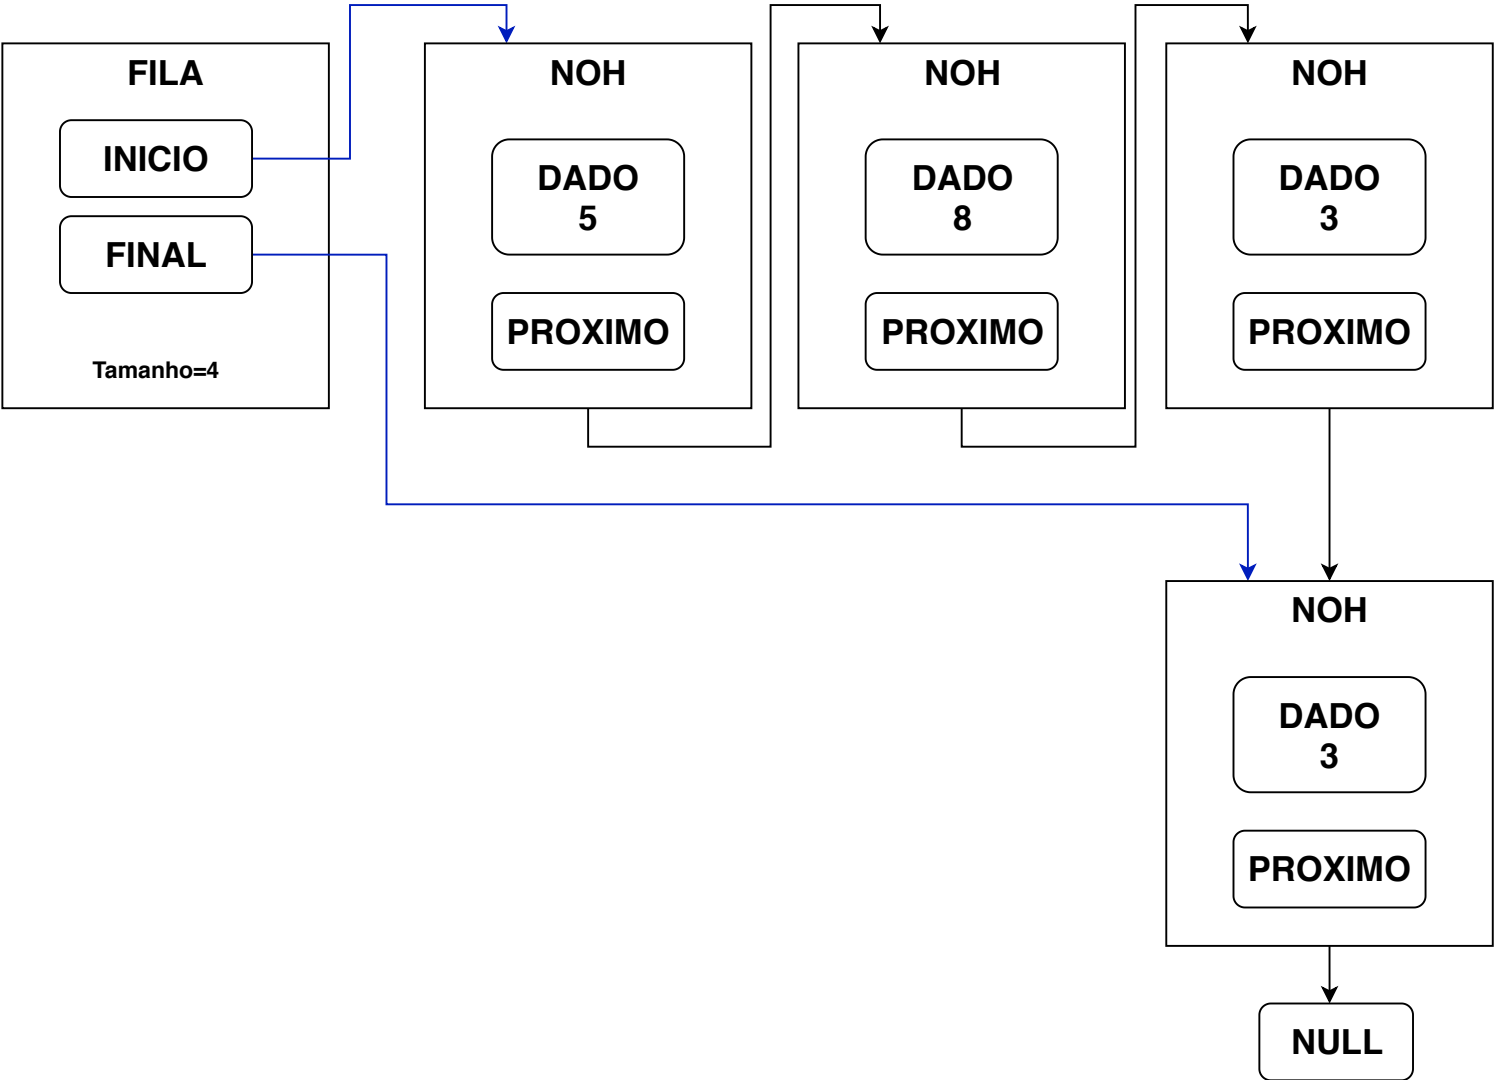 FILA
INICIO
FINAL
Tamanho=4
NOH
DADO
5
PROXIMO
NOH
DADO
8
PROXIMO
NOH
DADO
3
PROXIMO
NOH
DADO
3
PROXIMO
NULL